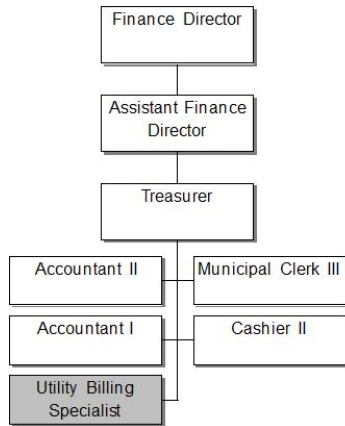 Finance Director
Assistant Finance
Director
Treasurer
Accountant II
Municipal Clerk III
Accountant I
Cashier II
Utility Billing
Specialist